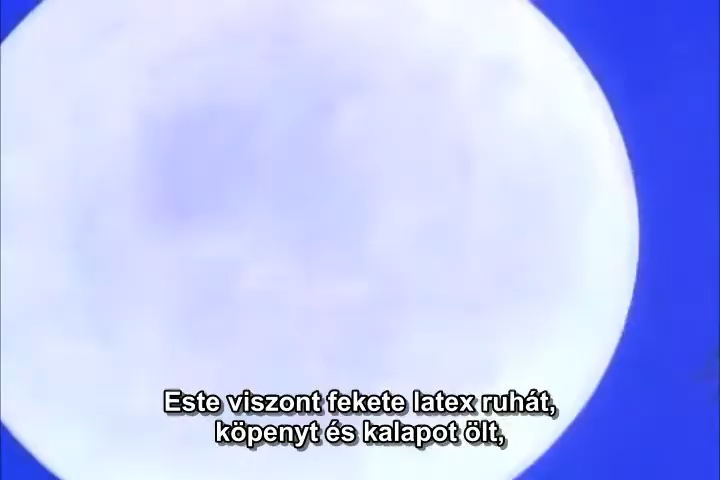 Este viszont fekete latex ruhát,
köpenyt és kalapot ölt,